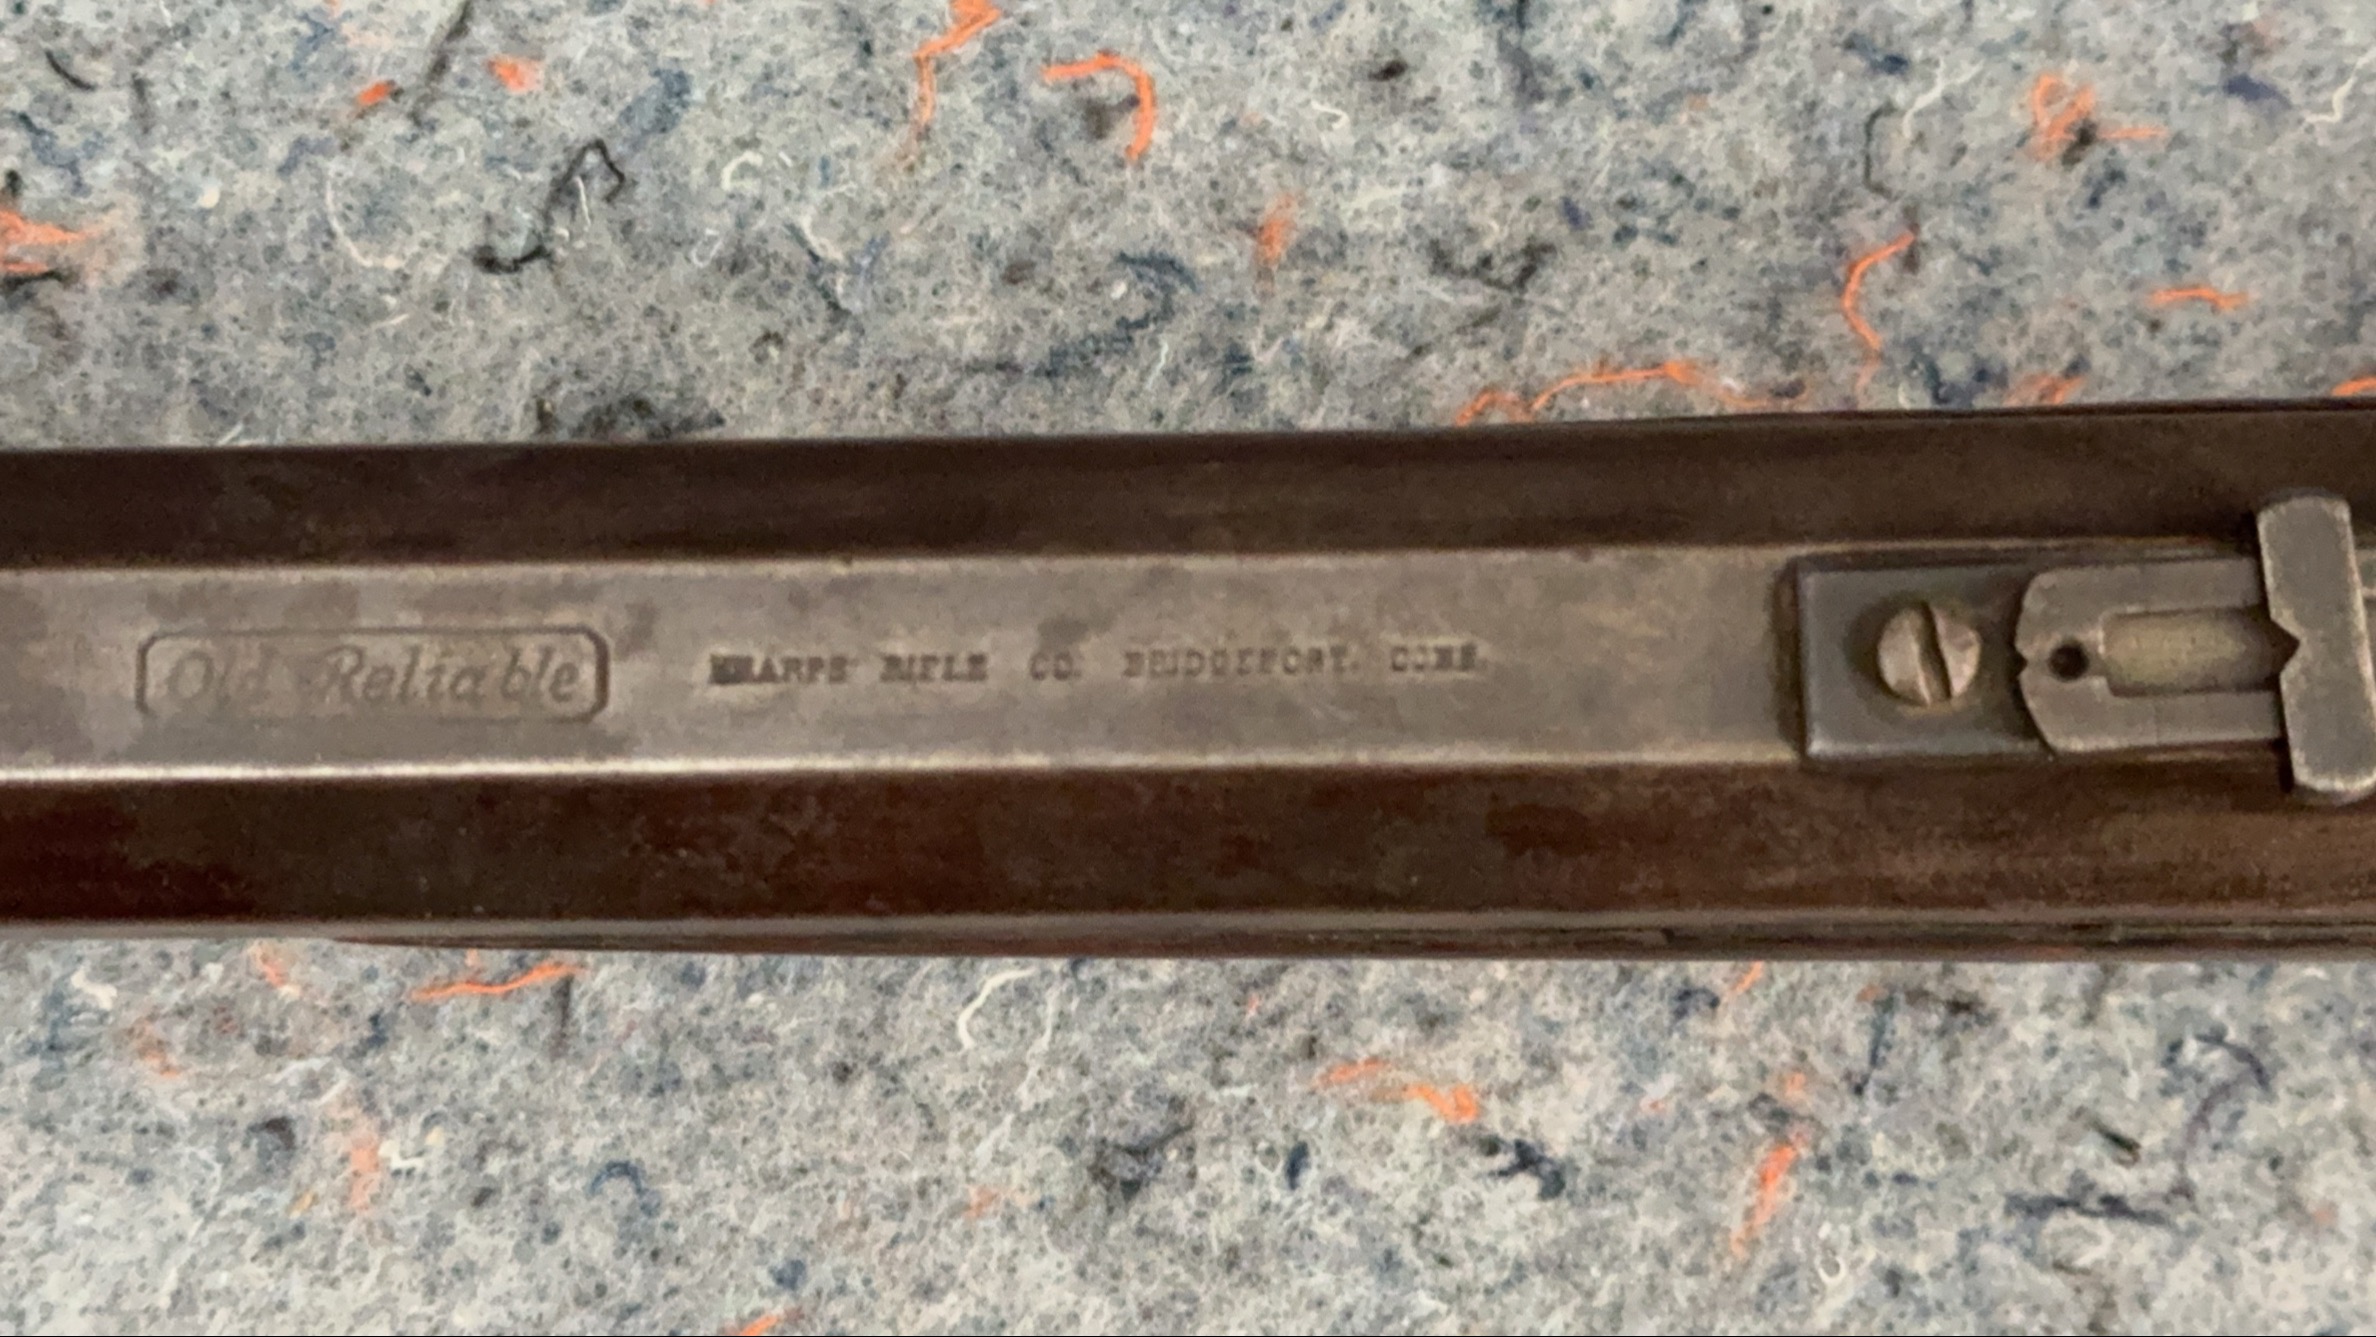 Old Reliable
SHARPS RIFLE CO. BRIDGEPORT. CONN.